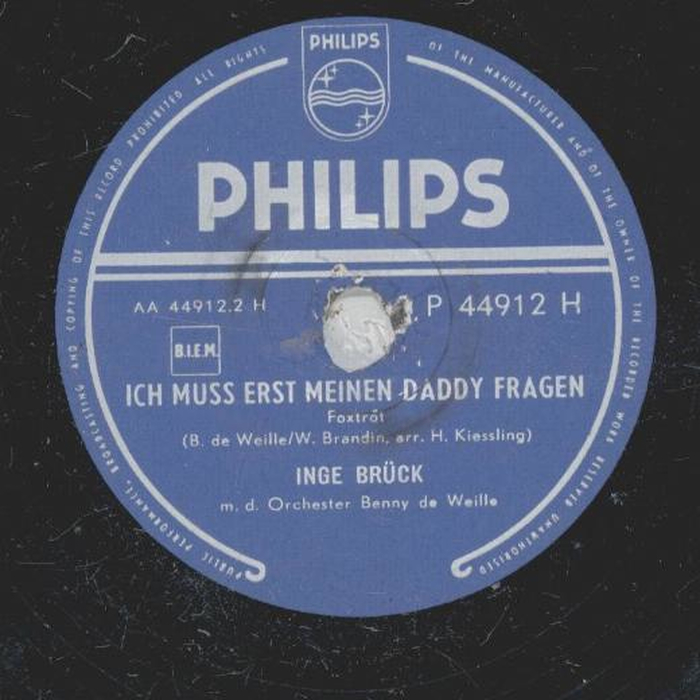 PHILIPS
PHILIPS
AA 44912.2 H
P 44912 H
B.I.E.M.
ICH MUSS ERST MEINEN DADDY FRAGEN
Foxtrot
(B. de Weille/W. Brandin, arr. H. Kiessling)
INGE BRÜCK
m. d. Orchester Benny de Weille
ALL RIGHTS OF THE MANUFACTURER AND OF THE OWNER OF THE RECORDED WORK RESERVED UNAUTHORISED
PUBLIC PERFORMANCE, BROADCASTING AND COPYING OF THIS RECORD PROHIBITED